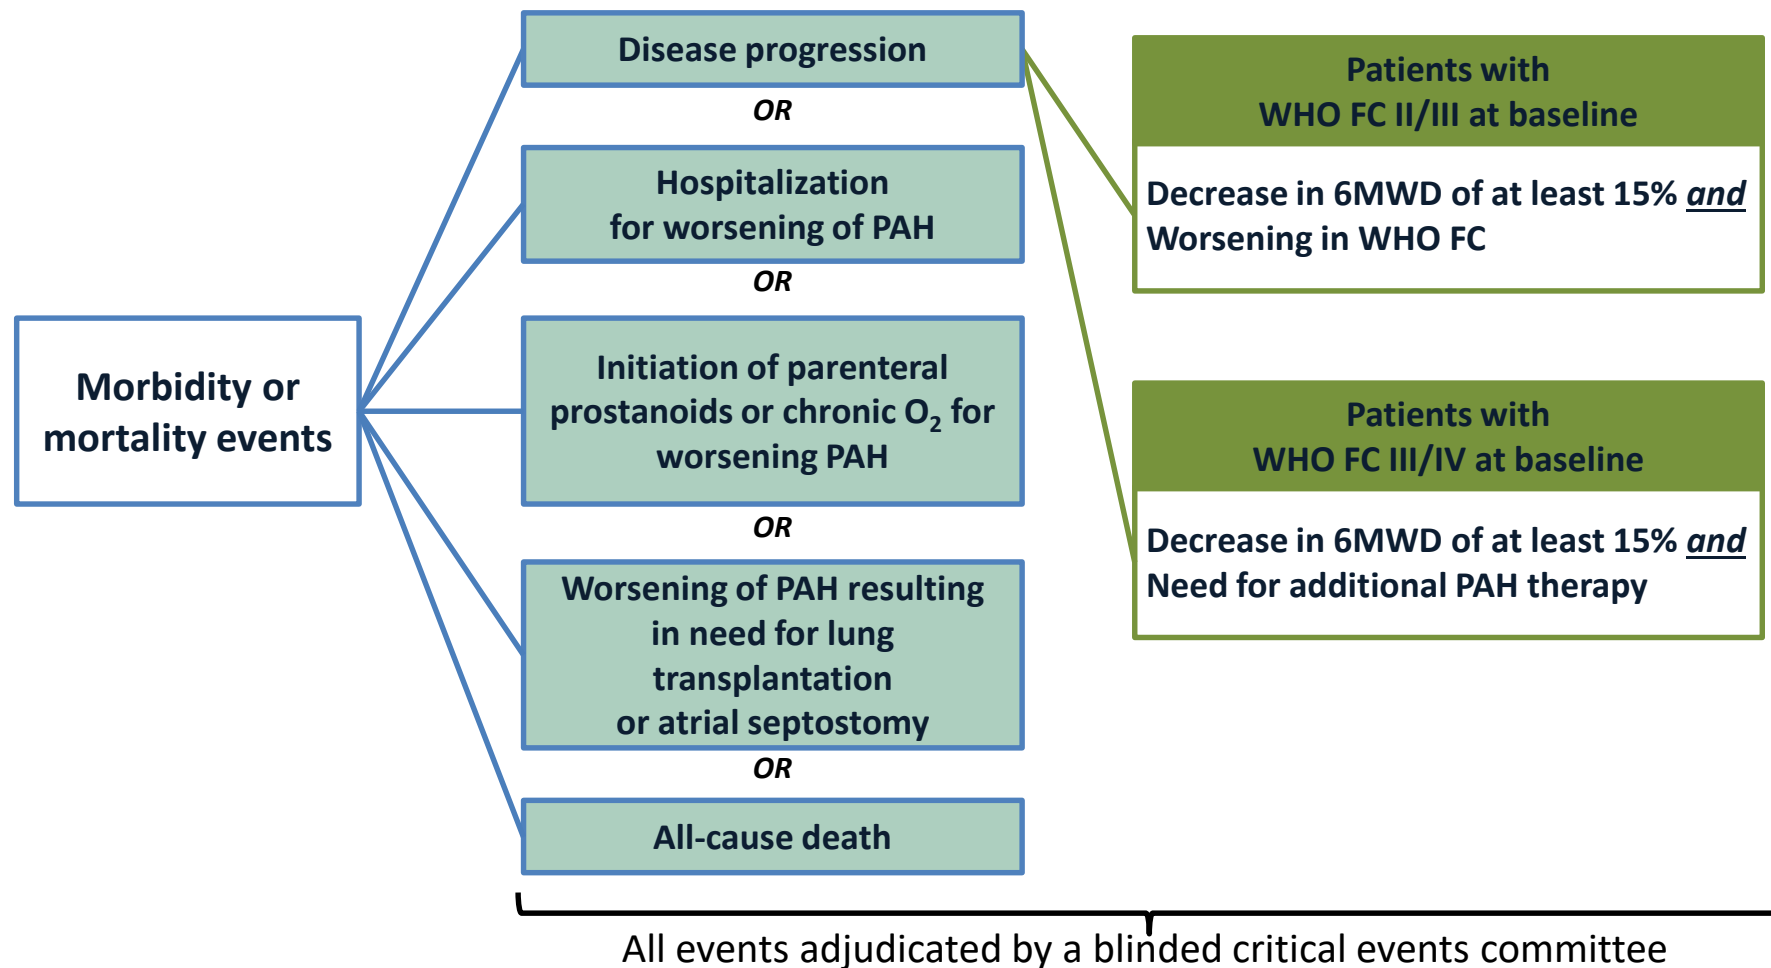 Morbidity or
mortality events
Disease progression
OR
Hospitalization
for worsening of PAH
OR
Initiation of parenteral
prostanoids or chronic O₂ for
worsening PAH
OR
Worsening of PAH resulting
in need for lung
transplantation
or atrial septostomy
OR
All-cause death
Patients with
WHO FC II/III at baseline
Decrease in 6MWD of at least 15% and
Worsening in WHO FC
Patients with
WHO FC III/IV at baseline
Decrease in 6MWD of at least 15% and
Need for additional PAH therapy
All events adjudicated by a blinded critical events committee